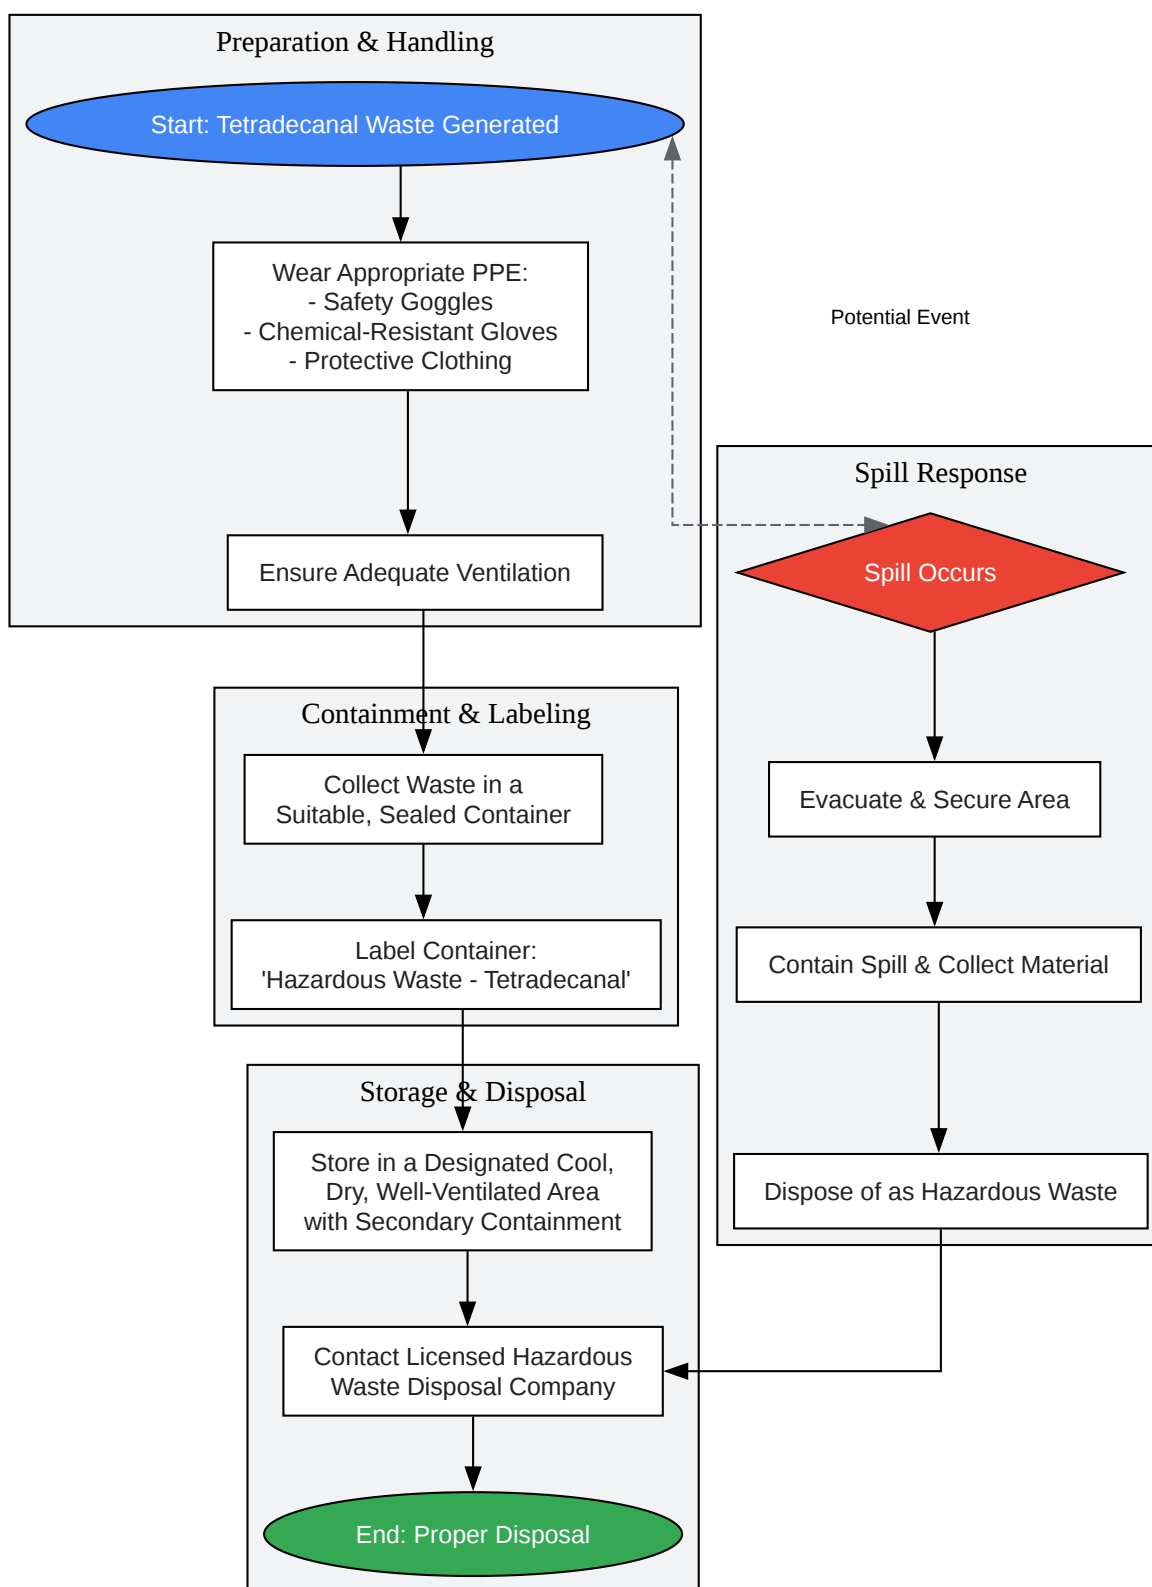 Preparation & Handling
Start: Tetradecanal Waste Generated
Wear Appropriate PPE:
- Safety Goggles
- Chemical-Resistant Gloves
- Protective Clothing
Ensure Adequate Ventilation
Potential Event
Spill Response
Spill Occurs
Evacuate & Secure Area
Contain Spill & Collect Material
Dispose of as Hazardous Waste
Containment & Labeling
Collect Waste in a
Suitable, Sealed Container
Label Container:
'Hazardous Waste - Tetradecanal'
Storage & Disposal
Store in a Designated Cool,
Dry, Well-Ventilated Area
with Secondary Containment
Contact Licensed Hazardous
Waste Disposal Company
End: Proper Disposal